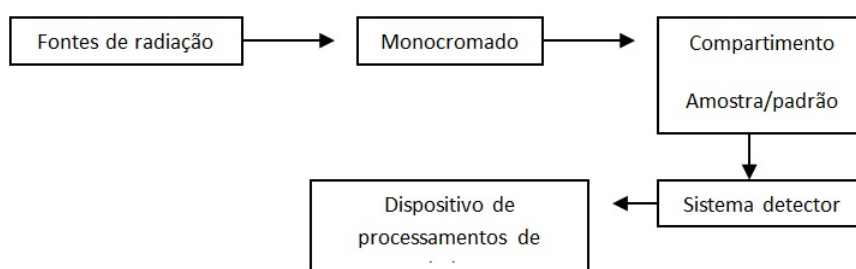 Fontes de radiação
Monocromado
Compartimento
Amostra/padrão
Sistema detector
Dispositivo de
processamentos de